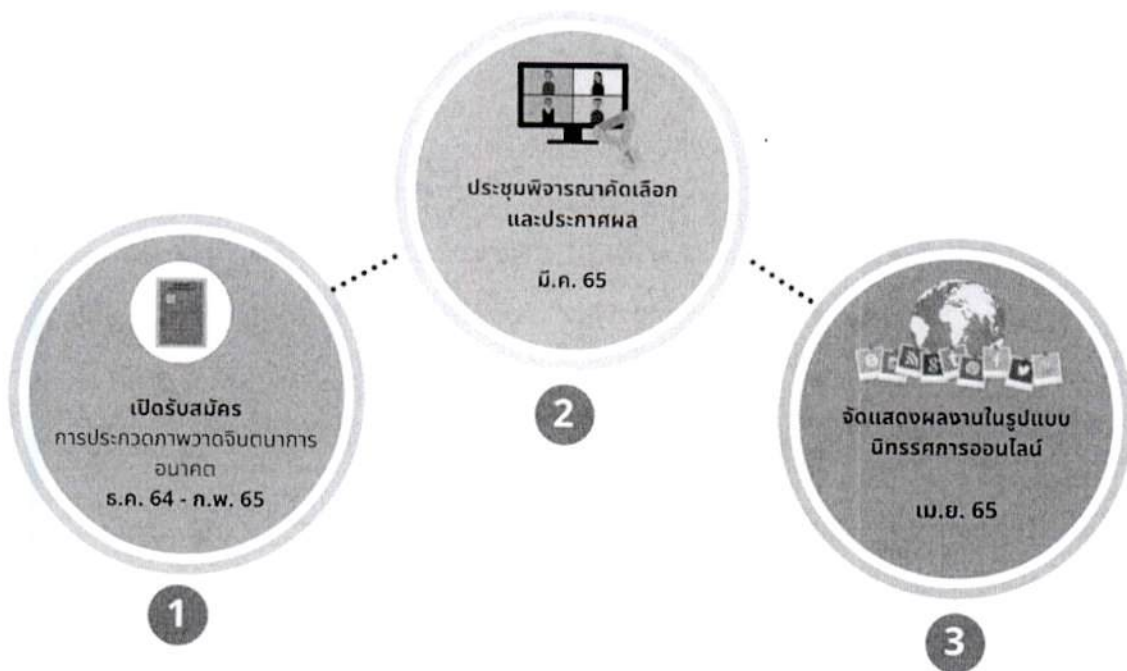 เปิดรับสมัคร
การประกวดภาพวาดจินตนาการ
อนาคต
ธ.ค. 64 - ก.พ. 65
1
ประชุมพิจารณาคัดเลือก
และประกาศผล
มี.ค. 65
2
จัดแสดงผลงานในรูปแบบ
นิทรรศการออนไลน์
เม.ย. 65
3